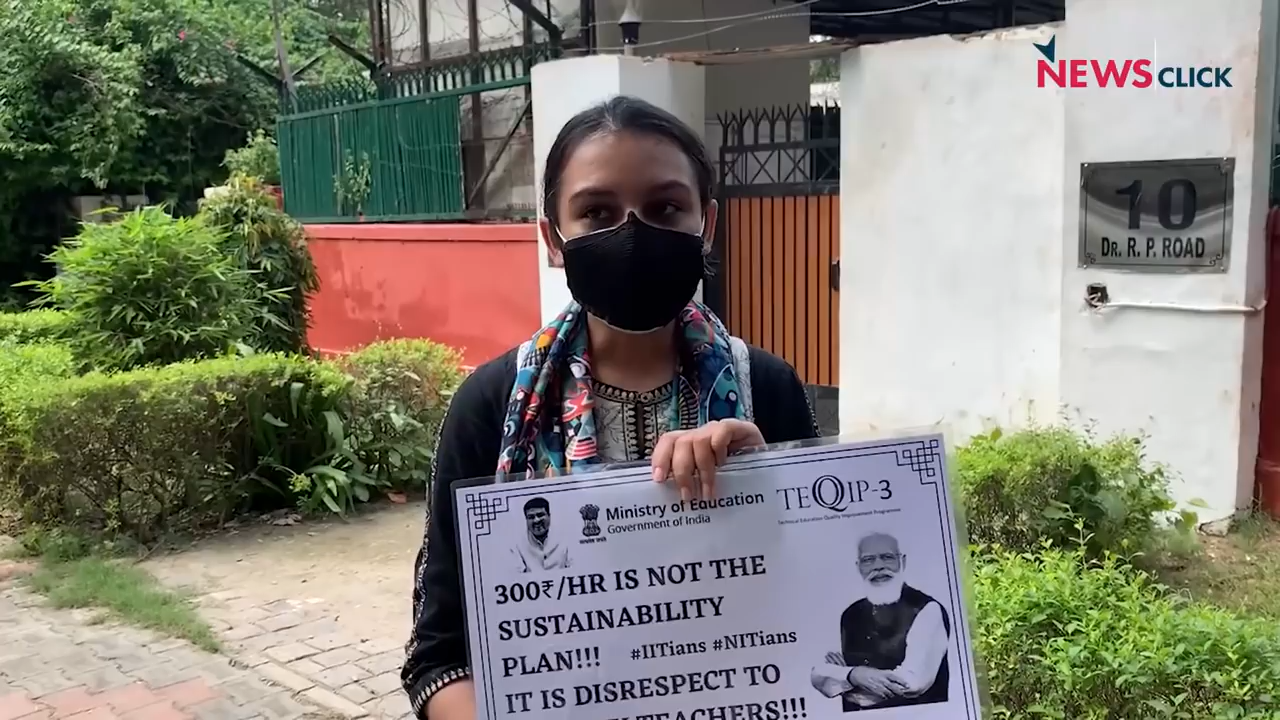 NEWSCLICK
10
DR. R. P. ROAD
Ministry of Education
Government of India
TEQIP-3
Technical Education Quality Improvement Programme
300₹/HR IS NOT THE
SUSTAINABILITY
PLAN!!! #IITians #NITians
IT IS DISRESPECT TO
TEACHERS!!!